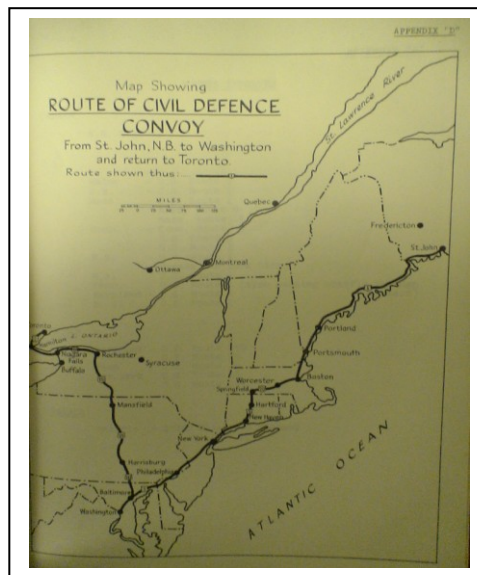 APPENDIX "D"
Map Showing
ROUTE OF CIVIL DEFENCE
CONVOY
From St. John, N.B. to Washington
and return to Toronto.
Route shown thus:
MILES
St. Lawrence River
Quebec
Fredericton
St. John
Ottawa
Montreal
Portland
ONTARIO
Niagara
Falls
Rochester
Buffalo
Syracuse
Portsmouth
Worcester
Boston
Springfield
Hartford
New Haven
Mansfield
New York
Harrisburg
Philadelphia
Baltimore
Washington
ATLANTIC OCEAN